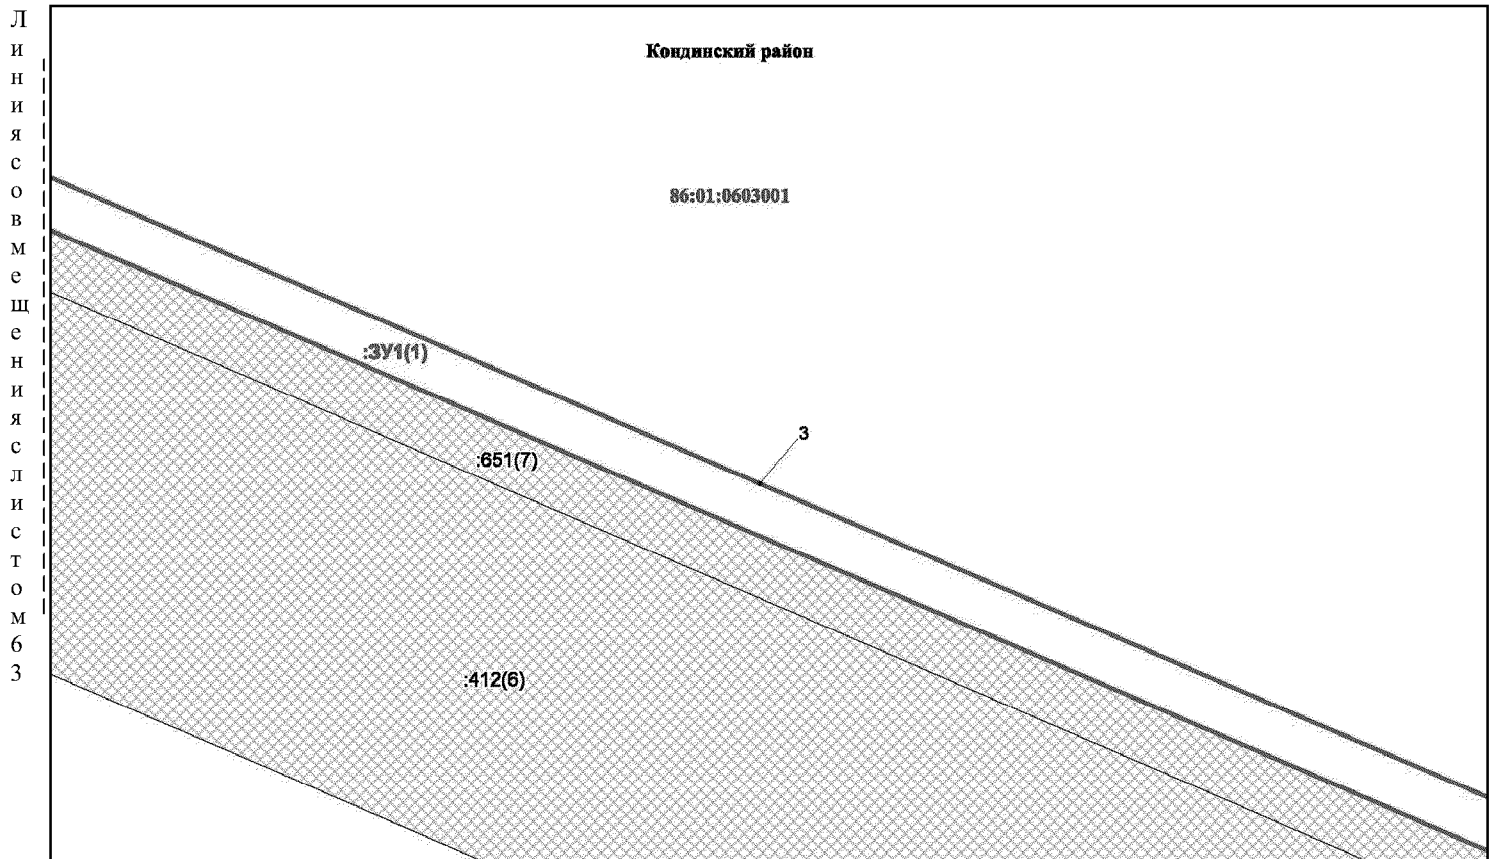 Линия совмещения с листом 63
Кондинский район
86:01:0603001
:ЗУ1(1)
3
:651(7)
:412(6)